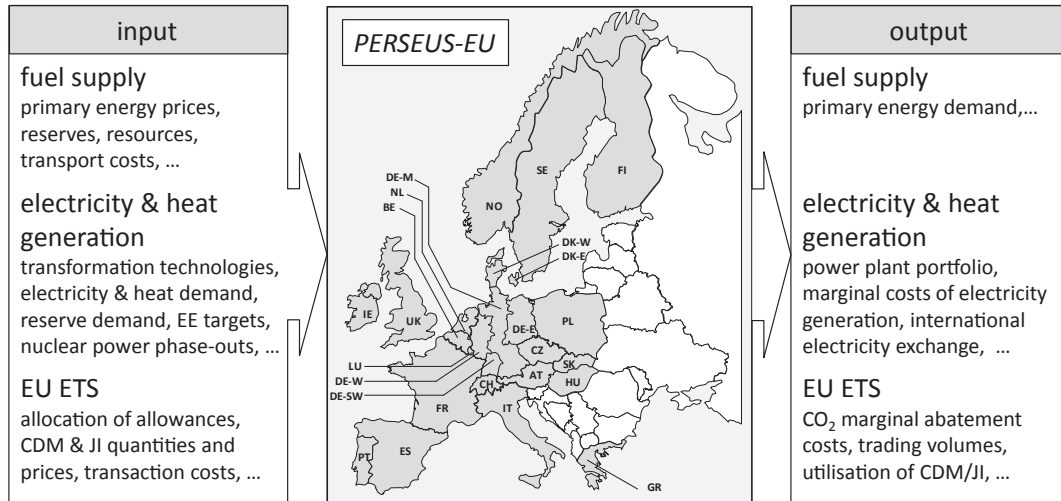 input
fuel supply
primary energy prices,
reserves, resources,
transport costs, ...
electricity & heat
generation
transformation technologies,
electricity & heat demand,
reserve demand, EE targets,
nuclear power phase-outs, ...
EU ETS
allocation of allowances,
CDM & JI quantities and
prices, transaction costs, ...
PERSEUS-EU
DE-M
NL
BE
NO
SE
FI
DK-W
DK-E
IE
UK
DE-E
PL
LU
DE-W
DE-SW
CZ
SK
CH
AT
HU
FR
IT
PT
ES
GR
output
fuel supply
primary energy demand,...
electricity & heat
generation
power plant portfolio,
marginal costs of electricity
generation, international
electricity exchange, ...
EU ETS
CO₂ marginal abatement
costs, trading volumes,
utilisation of CDM/JI, ...